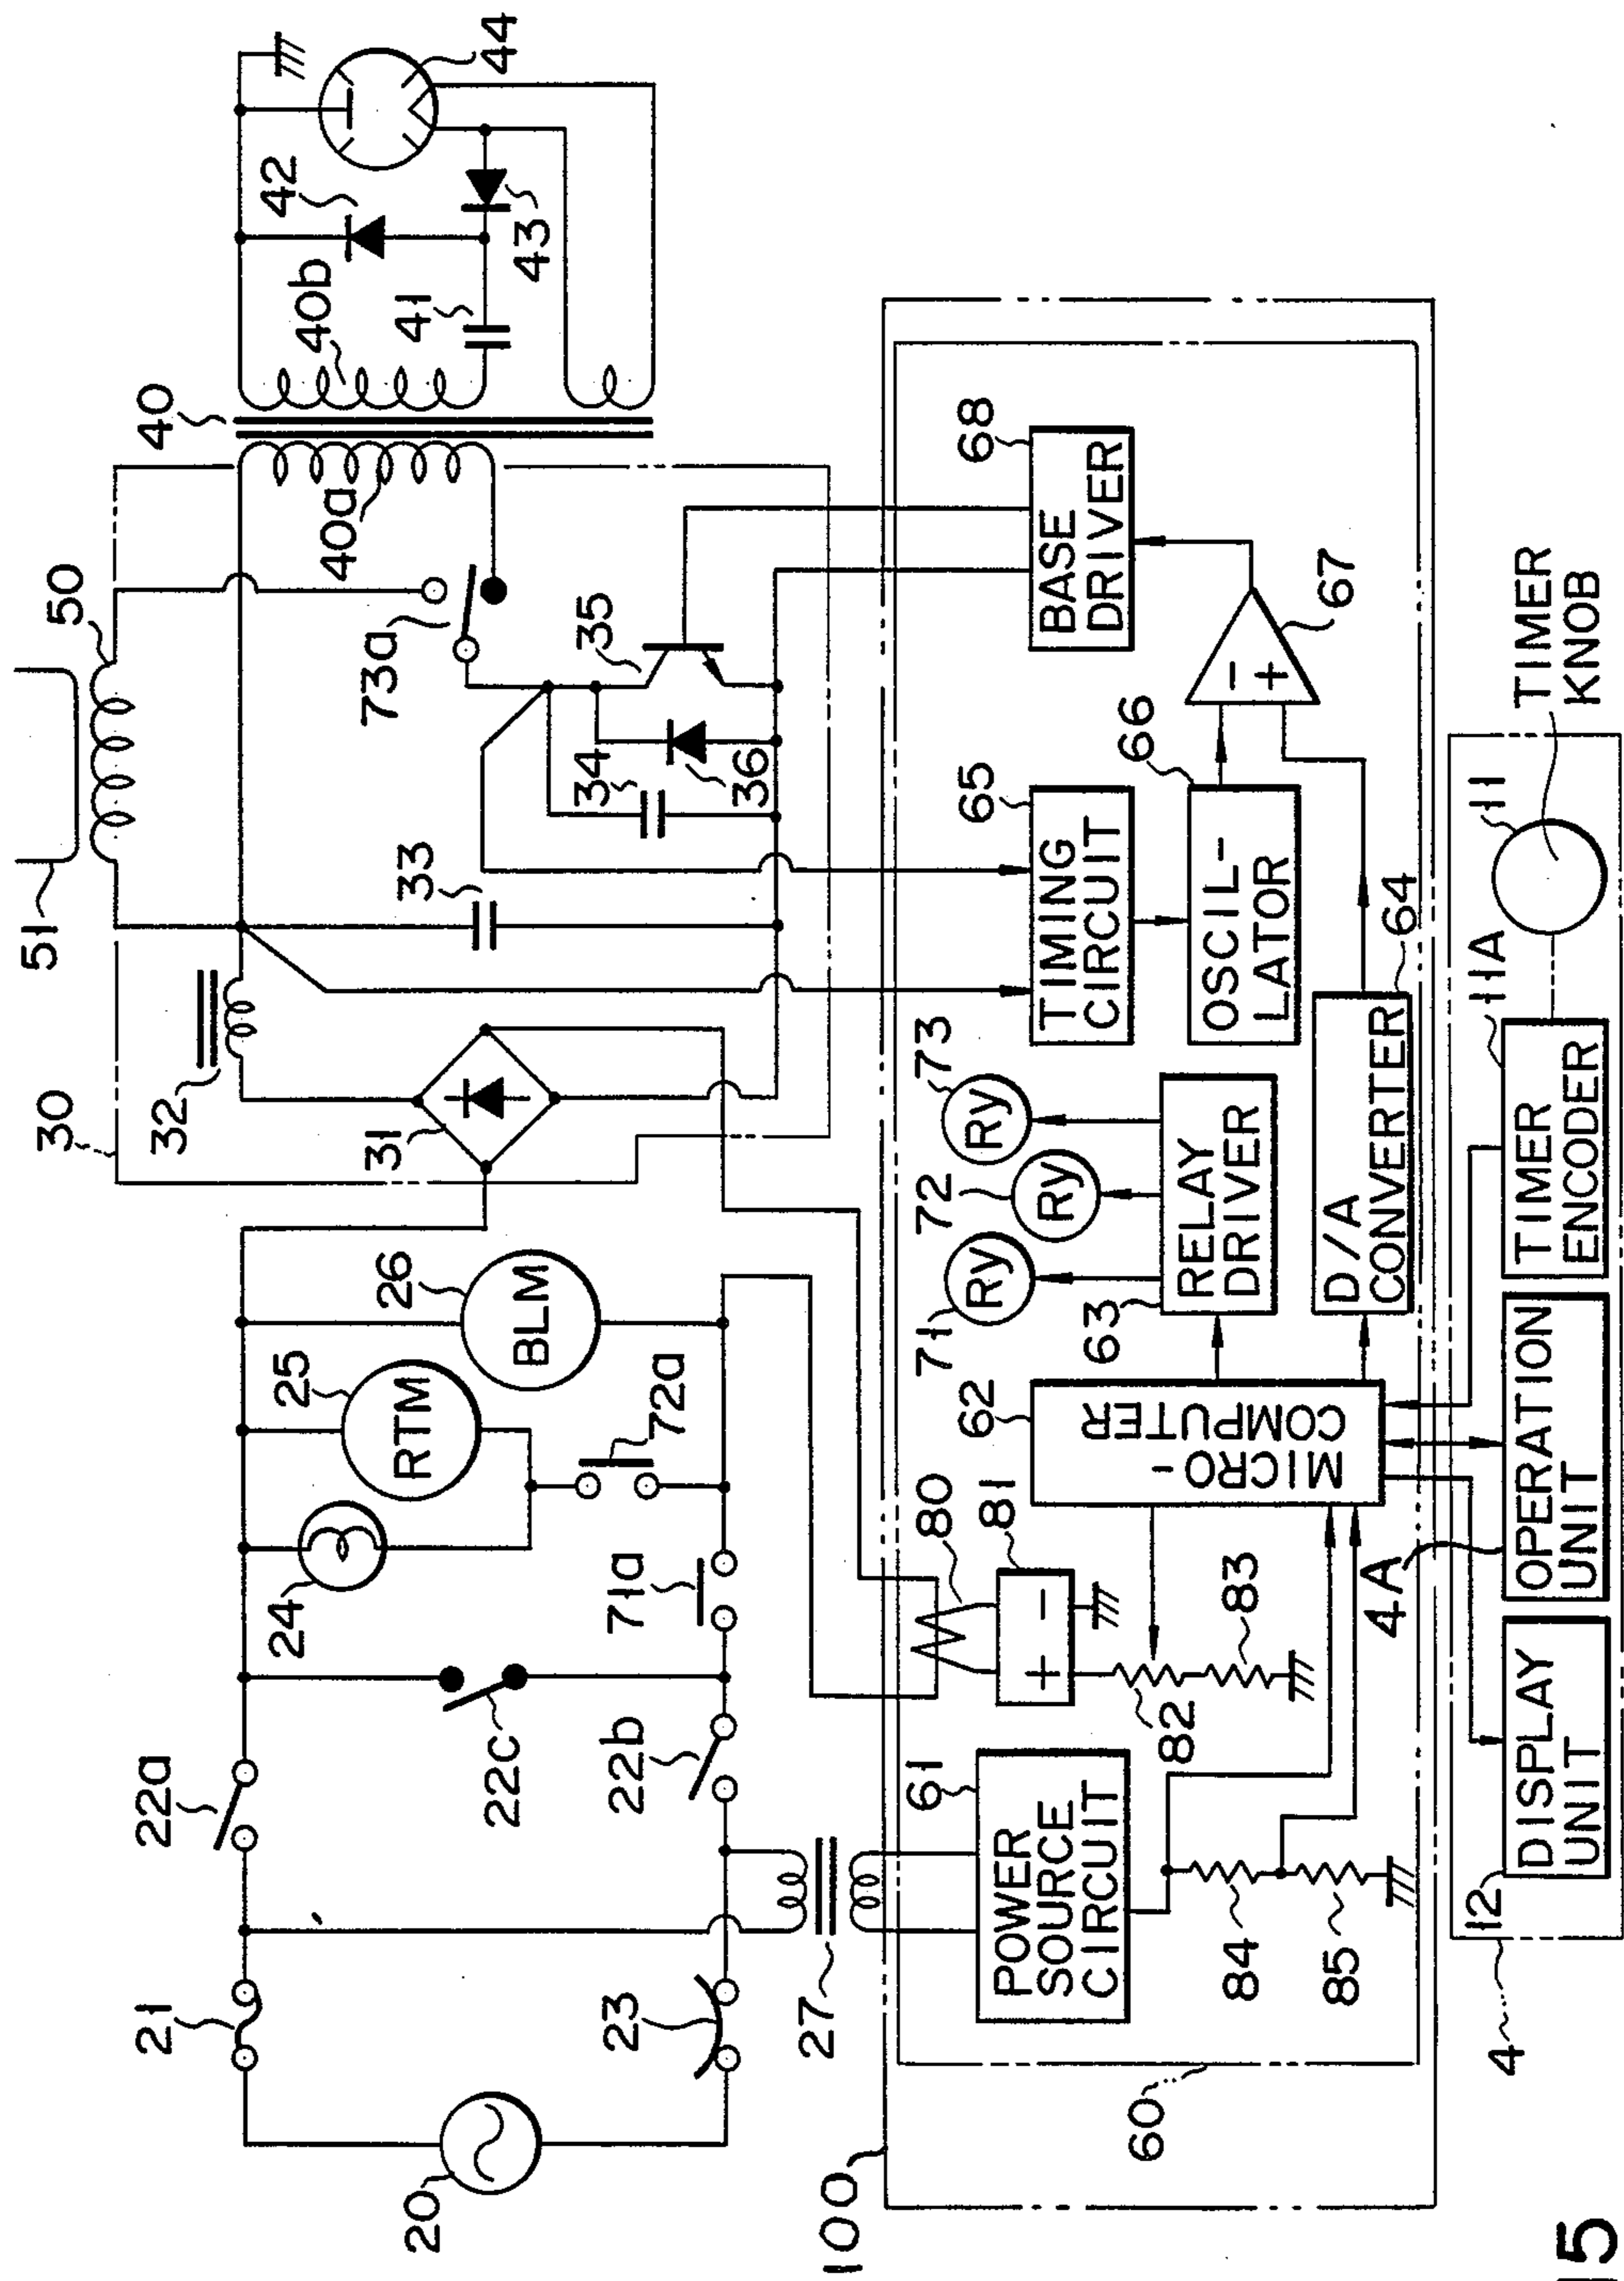 51
50
30
32
31
33
34
35
36
73a
40
40a
40b
41
42
43
44
20
21
22a
22b
22c
23
24
25
RTM
26
BLM
71a
72a
27
100
60
61
POWER
SOURCE
CIRCUIT
80
81
+ -
82
83
84
85
62
MICRO-
COMPUTER
63
RELAY
DRIVER
71
Ry
72
Ry
73
Ry
64
D/A
CONVERTER
65
TIMING
CIRCUIT
66
OSCIL-
LATOR
67
-
+
68
BASE
DRIVER
4
12
DISPLAY
UNIT
4A
OPERATION
UNIT
11A
TIMER
ENCODER
11
TIMER
KNOB